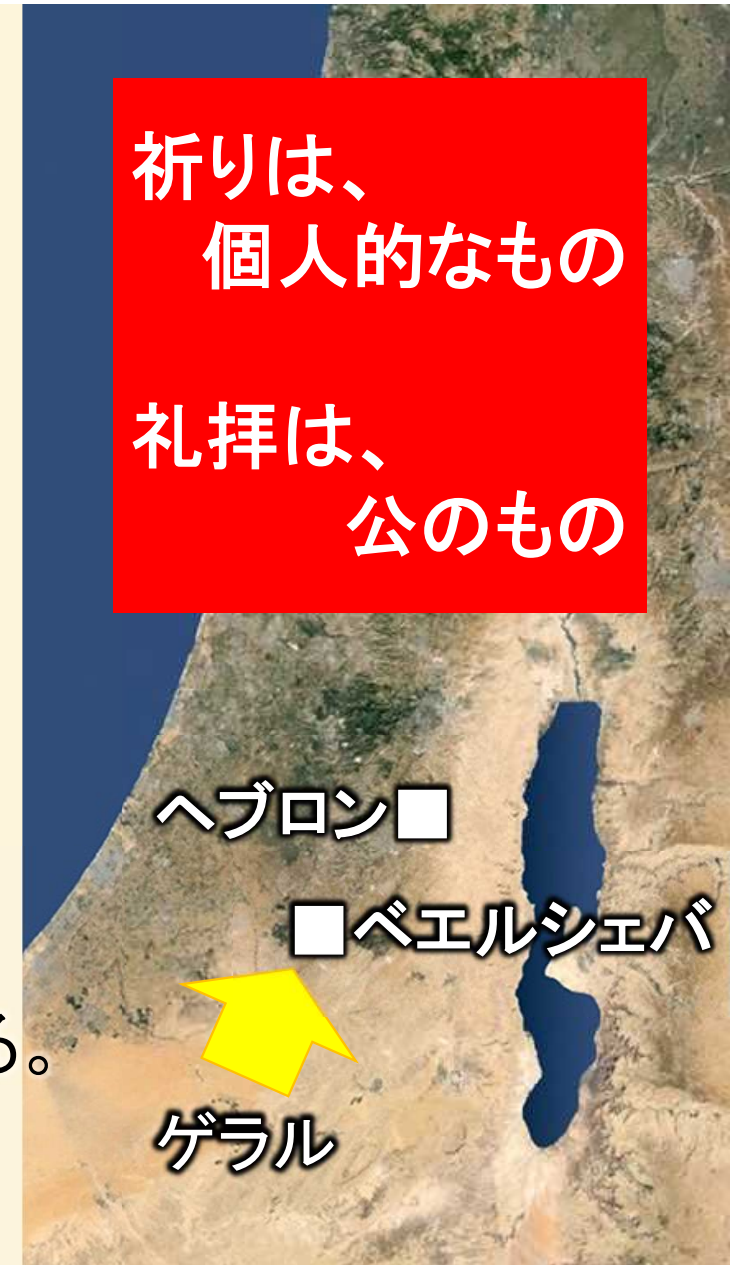 祈りは、
個人的なもの
礼拝は、
公のもの
ヘブロン
ベエルシェバ
る。
ゲラル